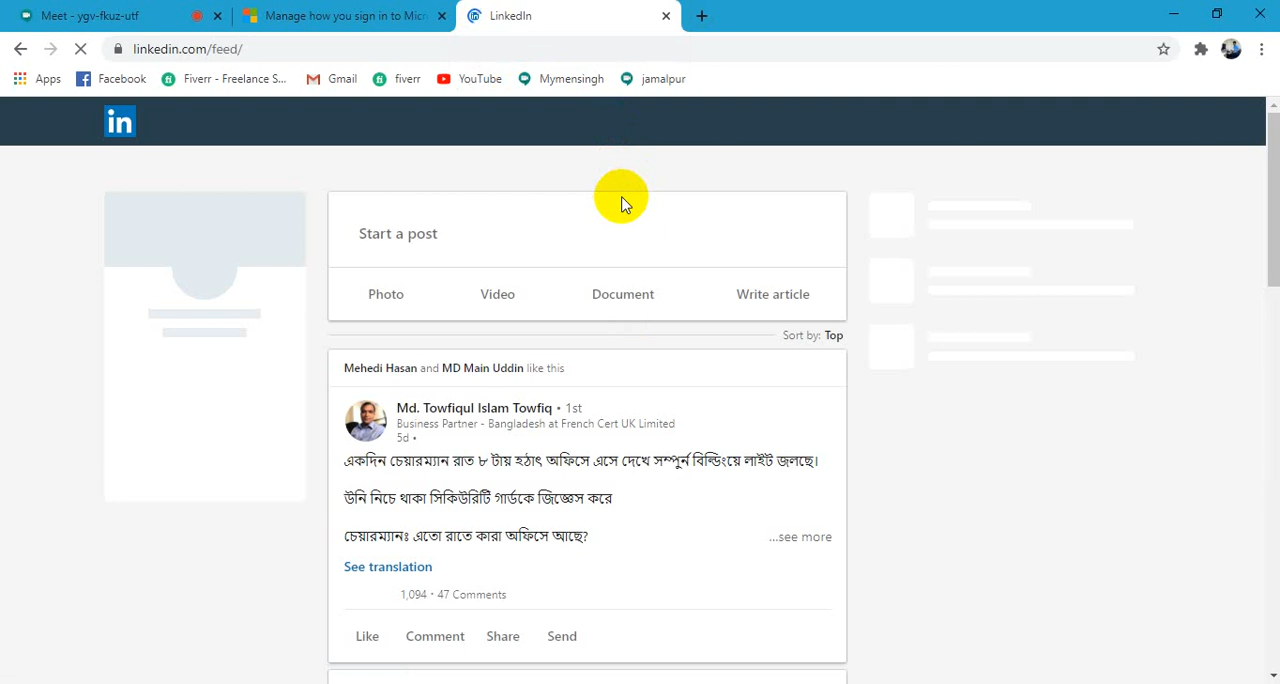 Meet - ygv-fkuz-utf
Manage how you sign in to Micr
LinkedIn
linkedin.com/feed/
Apps
Facebook
Fiverr - Freelance S...
Gmail
fiverr
YouTube
Mymensingh
jamalpur
in
Start a post
Photo
Video
Document
Write article
Sort by: Top
Mehedi Hasan and MD Main Uddin like this
Md. Towfiqul Islam Towfiq • 1st
Business Partner - Bangladesh at French Cert UK Limited
5d •
একদিন চেয়ারম্যান রাত ৮ টায় হঠাৎ অফিসে এসে দেখে সম্পুর্ন বিল্ডিংয়ে লাইট জলছে।
উনি নিচে থাকা সিকিউরিটি গার্ডকে জিজ্ঞেস করে
চেয়ারম্যানঃ এতো রাতে কারা অফিসে আছে?
...see more
See translation
1,094 • 47 Comments
Like
Comment
Share
Send